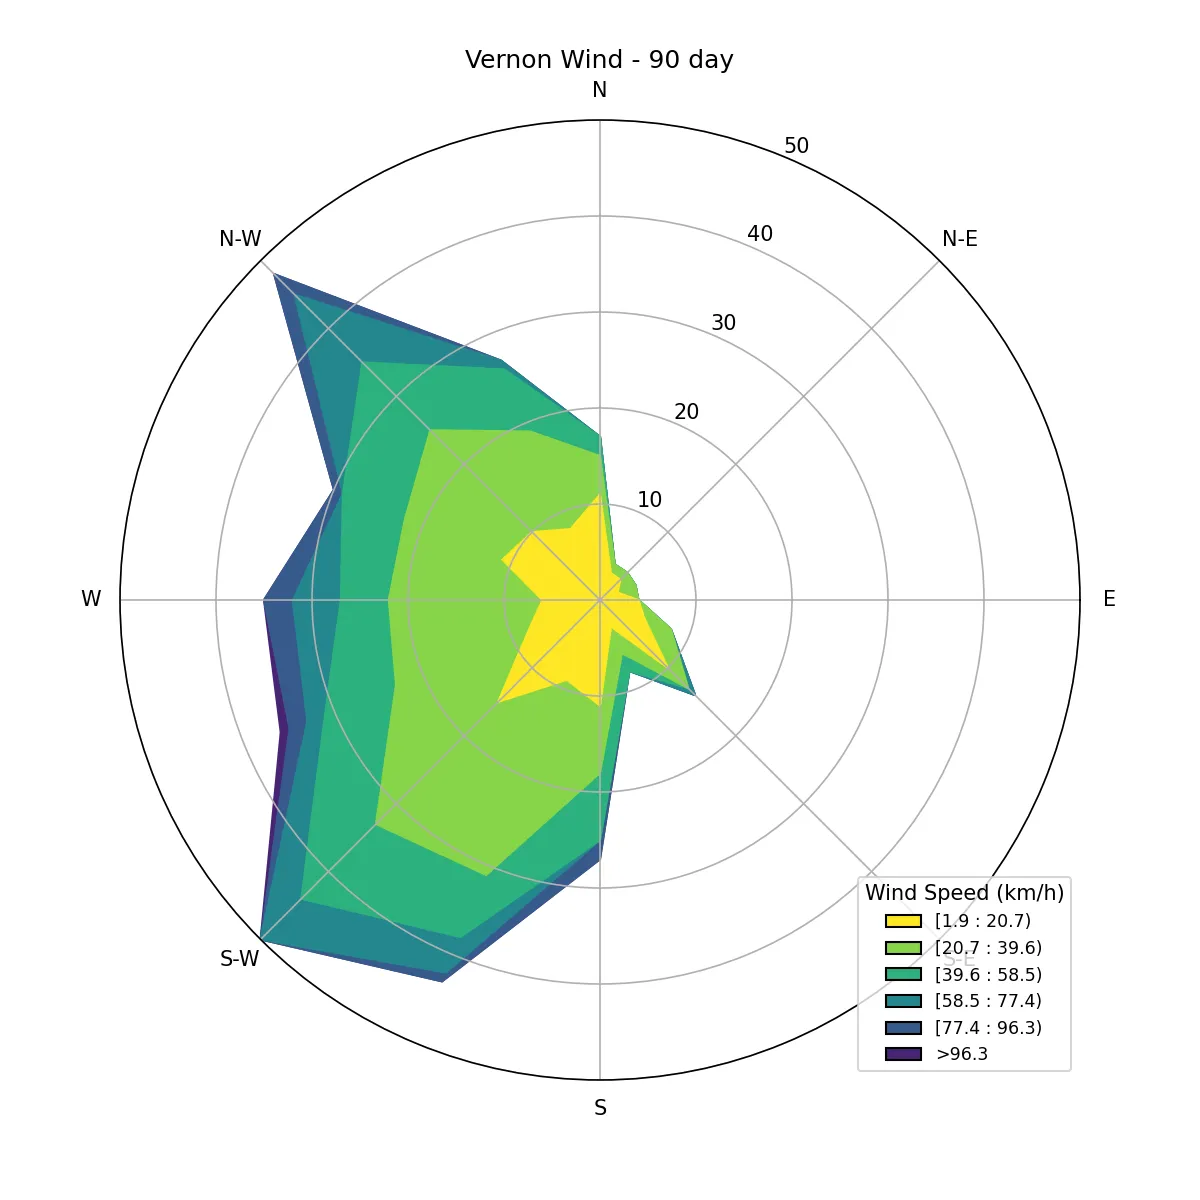 Vernon Wind - 90 day
N
50
40
N-W
N-E
30
20
10
W
E
Wind Speed (km/h)
[1.9 : 20.7)
[20.7 : 39.6)
S-W
S-E
[39.6 : 58.5)
[58.5 : 77.4)
[77.4 : 96.3)
>96.3
S